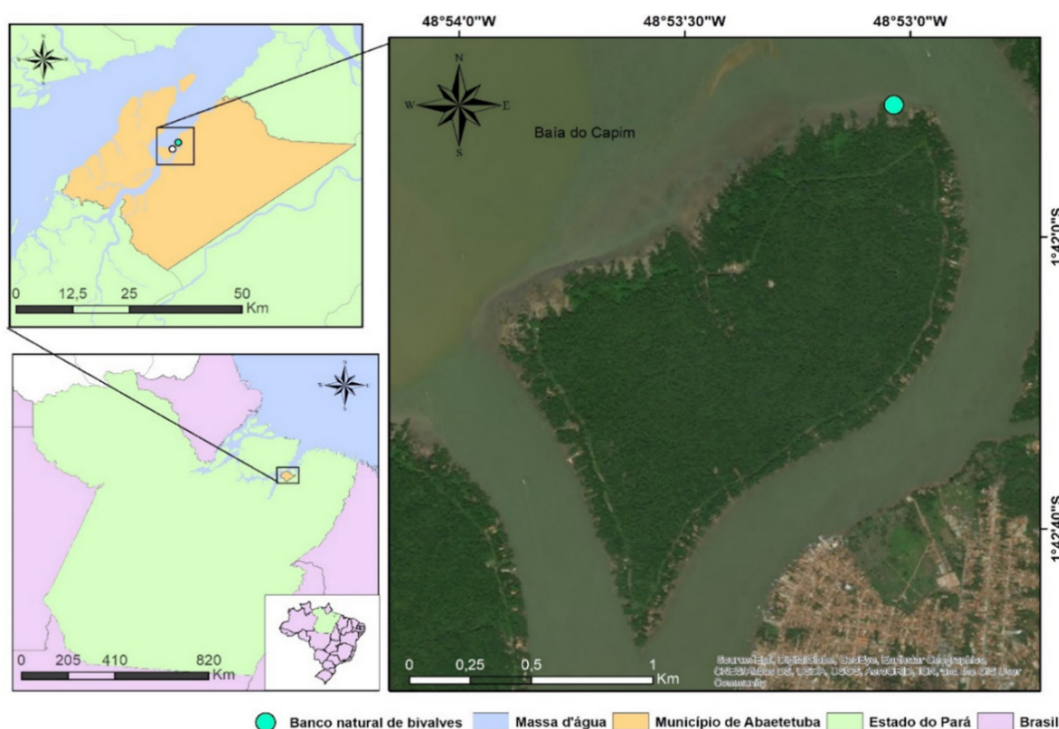 48°54'0"W
48°53'30"W
48°53'0"W
N
W
E
S
Baía do Capim
1°42'0"S
1°42'40"S
0
12,5
25
50
Km
0
205
410
820
Km
0
0,25
0,5
1
Km
Community
Banco natural de bivalves
Massa d'água
Município de Abaetetuba
Estado do Pará
Brasil